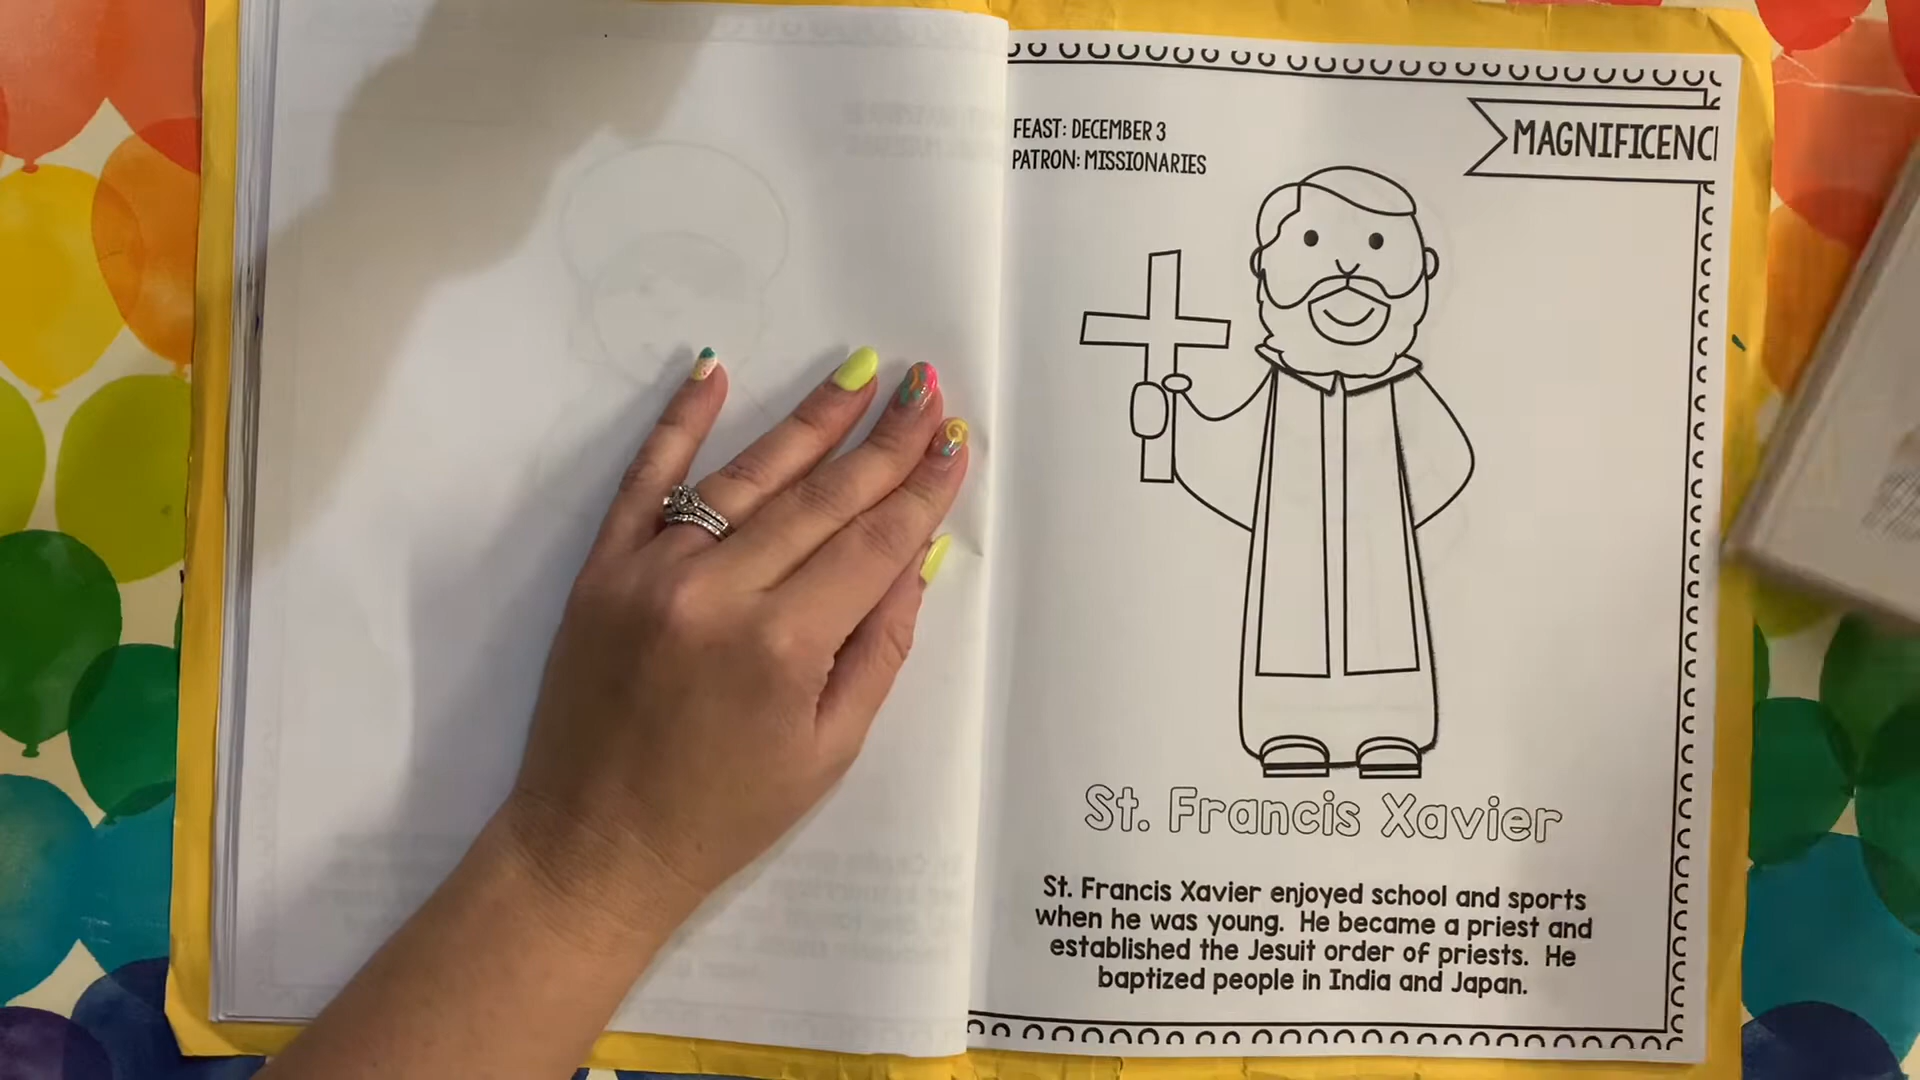 FEAST: DECEMBER 3
PATRON: MISSIONARIES
MAGNIFICENC
St. Francis Xavier
St. Francis Xavier enjoyed school and sports
when he was young. He became a priest and
established the Jesuit order of priests. He
baptized people in India and Japan.